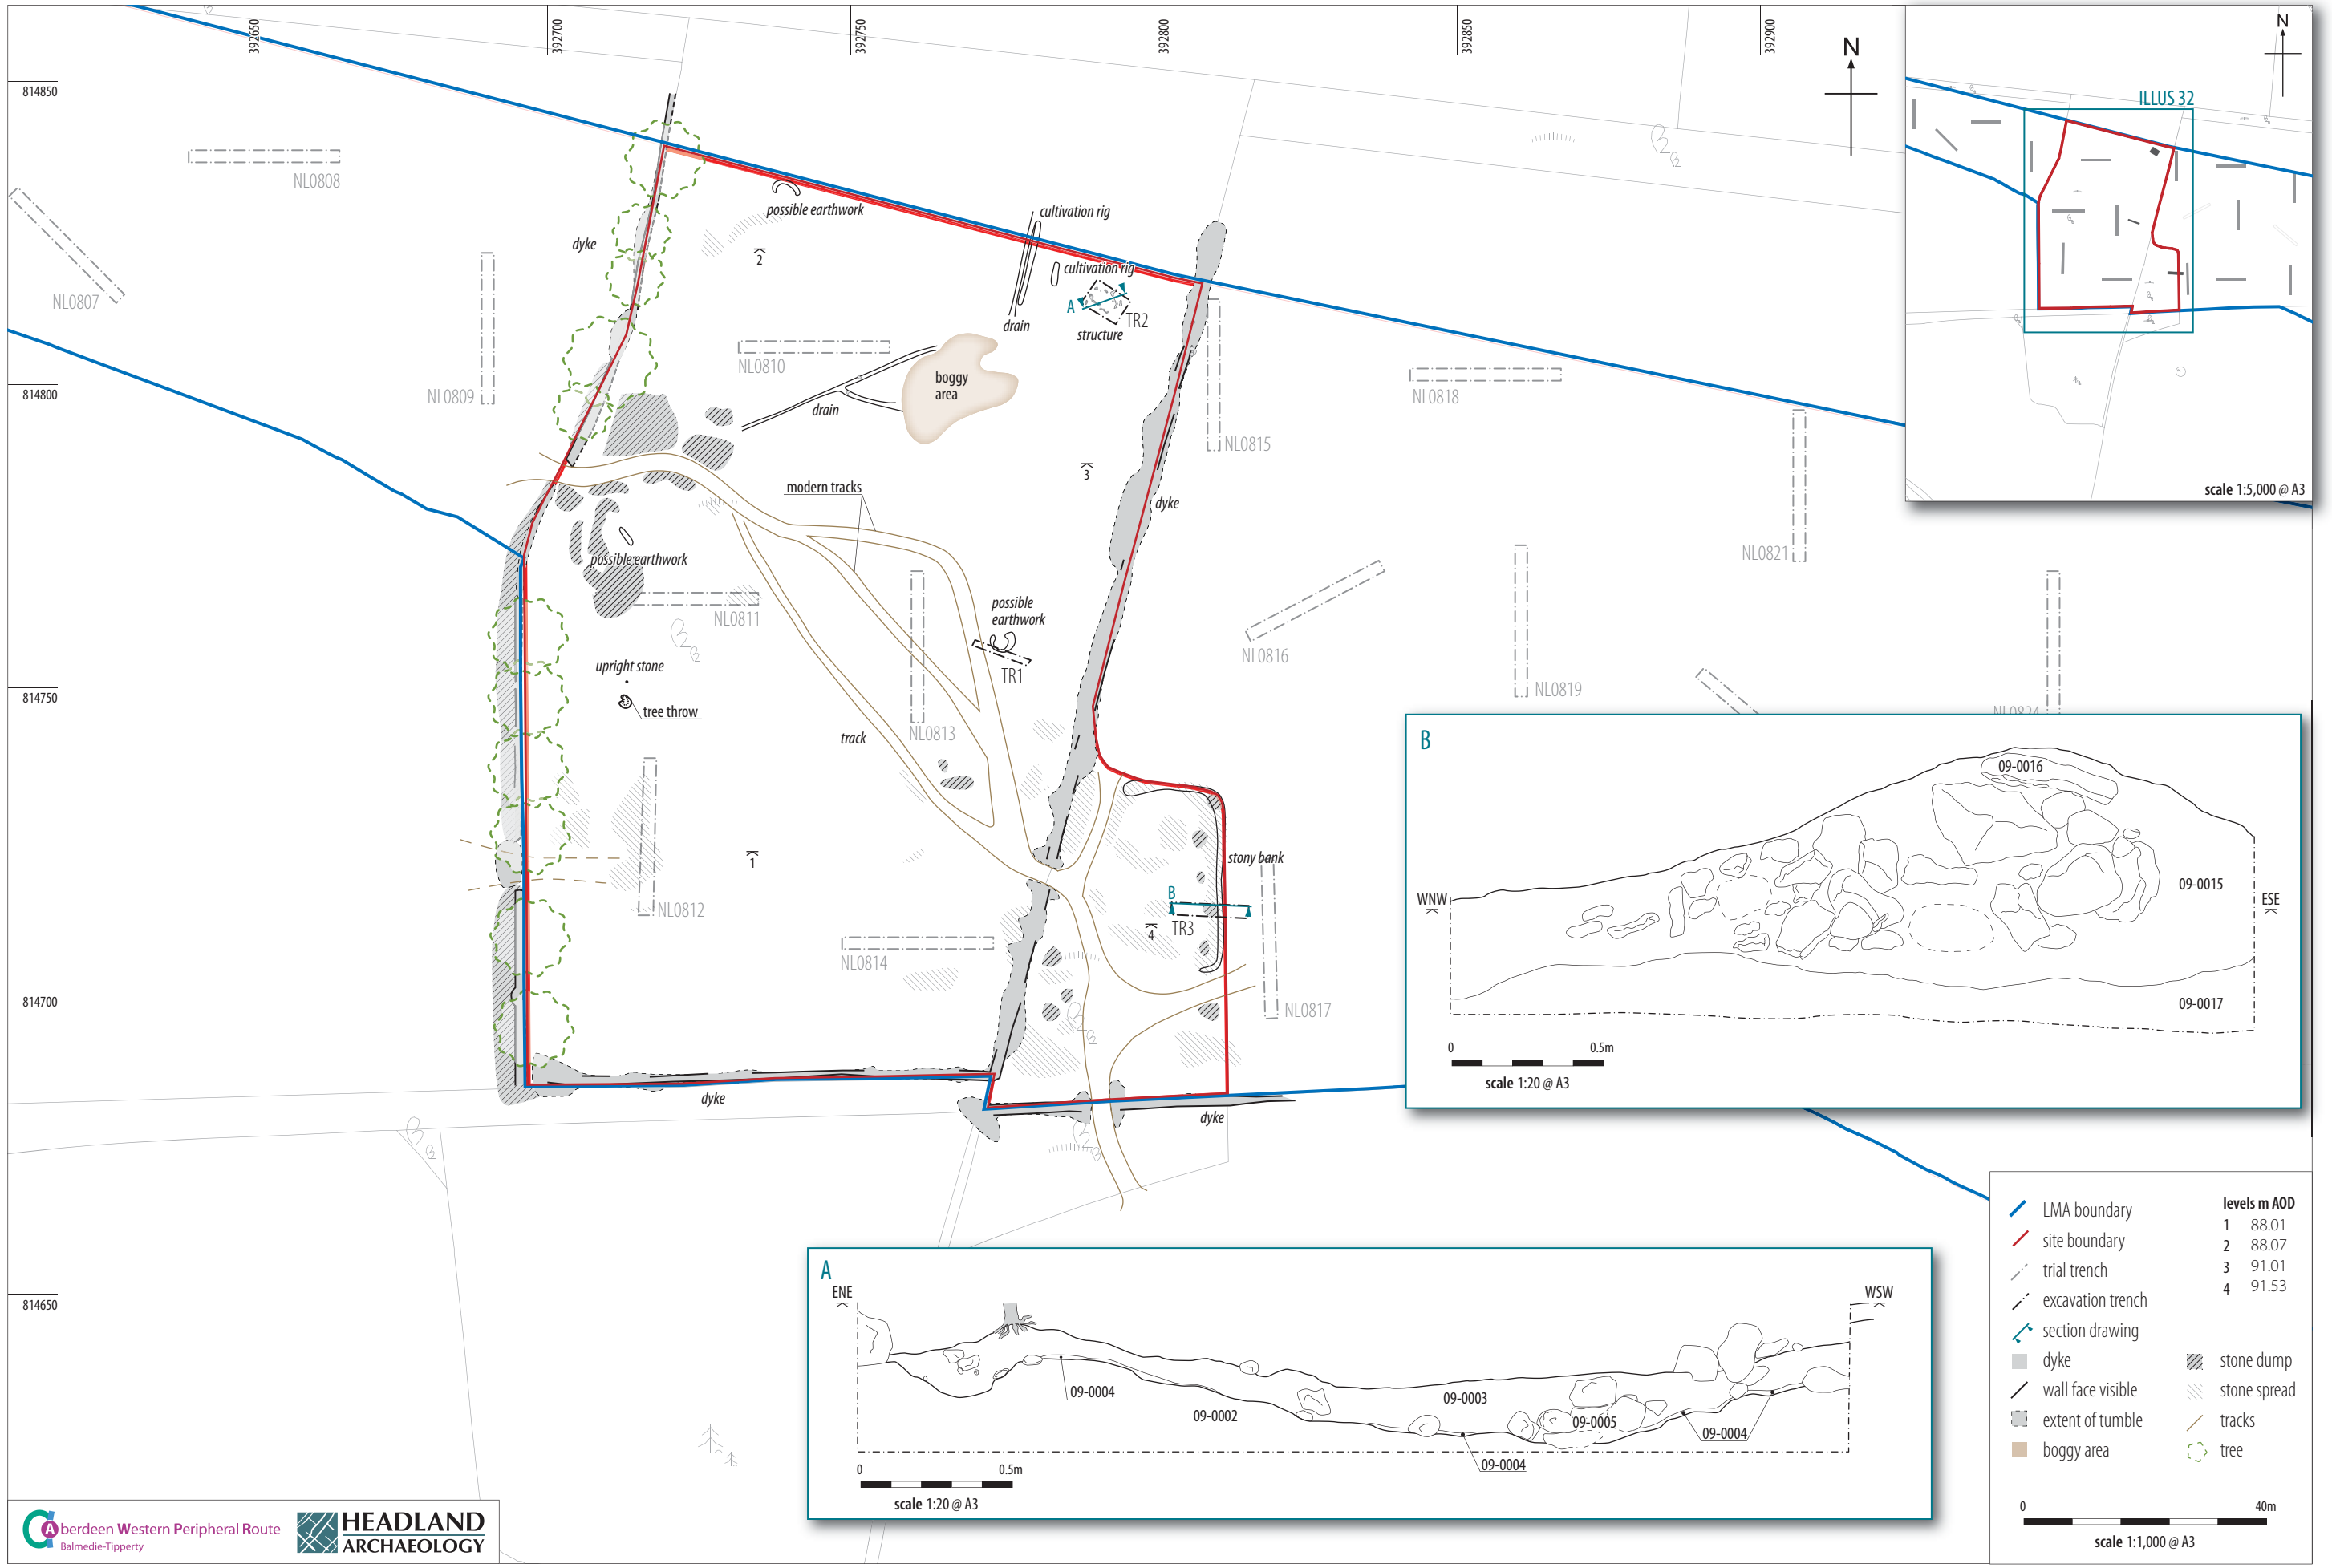 392650
392700
392750
392800
392850
392900
814850
814800
814750
814700
814650
N
N
ILLUS 32
scale 1:5,000 @ A3
NL0808
NL0807
NL0809
dyke
possible earthwork
2
cultivation rig
cultivation rig
A
TR2
structure
drain
NL0810
drain
boggy
area
NL0815
NL0818
3
dyke
modern tracks
possible earthwork
NL0811
possible
earthwork
TR1
NL0816
NL0819
NL0821
NL0824
upright stone
tree throw
track
NL0813
1
NL0812
NL0814
stony bank
B
TR3
4
NL0817
dyke
dyke
B
09-0016
09-0015
09-0017
WNW
ESE
0 0.5m
scale 1:20 @ A3
A
ENE
WSW
09-0004
09-0002
09-0003
09-0005
09-0004
09-0004
0 0.5m
scale 1:20 @ A3
LMA boundary
site boundary
trial trench
excavation trench
section drawing
dyke
wall face visible
extent of tumble
boggy area
levels m AOD
1 88.01
2 88.07
3 91.01
4 91.53
stone dump
stone spread
tracks
tree
0 40m
scale 1:1,000 @ A3
Aberdeen Western Peripheral Route
Balmedie-Tipperty
HEADLAND
ARCHAEOLOGY